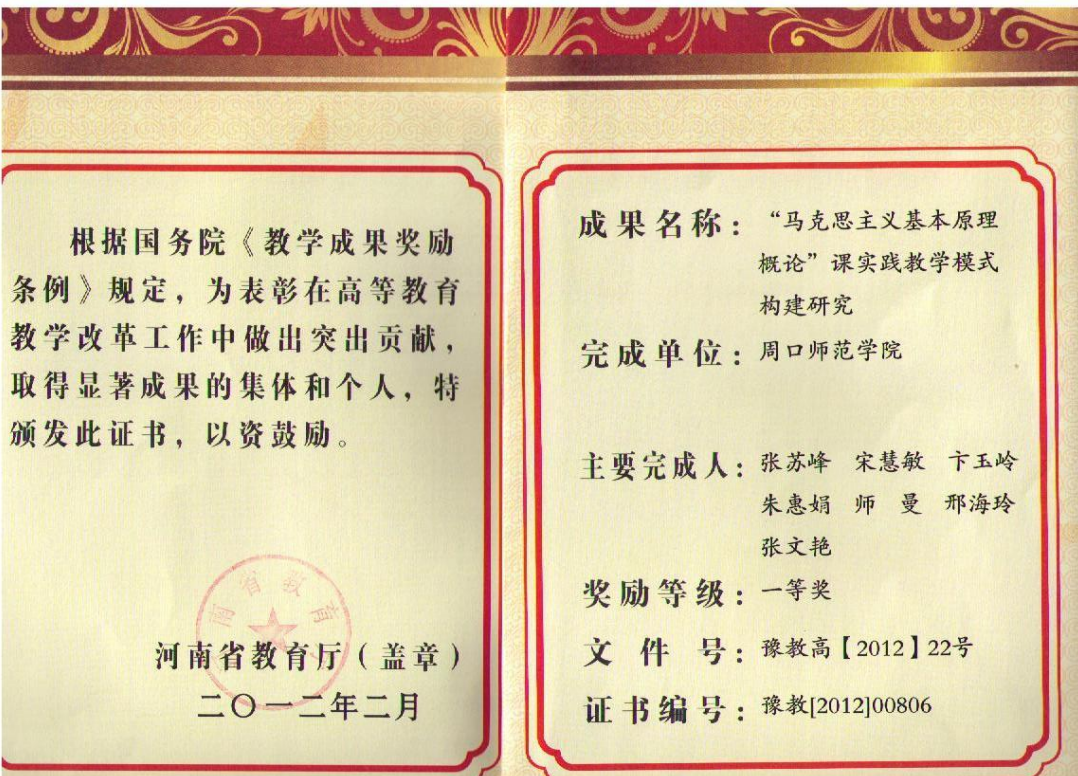 根据国务院《教学成果奖励
条例》规定，为表彰在高等教育
教学改革工作中做出突出贡献，
取得显著成果的集体和个人，特
颁发此证书，以资鼓励。
河南省教育厅（盖章）
二〇一二年二月
成果名称：“马克思主义基本原理
概论”课实践教学模式
构建研究
完成单位：周口师范学院
主要完成人：张苏峰 宋慧敏 卞玉岭
朱惠娟 师 曼 邢海玲
张文艳
奖励等级：一等奖
文 件 号：豫教高【2012】22号
证书编号：豫教[2012]00806